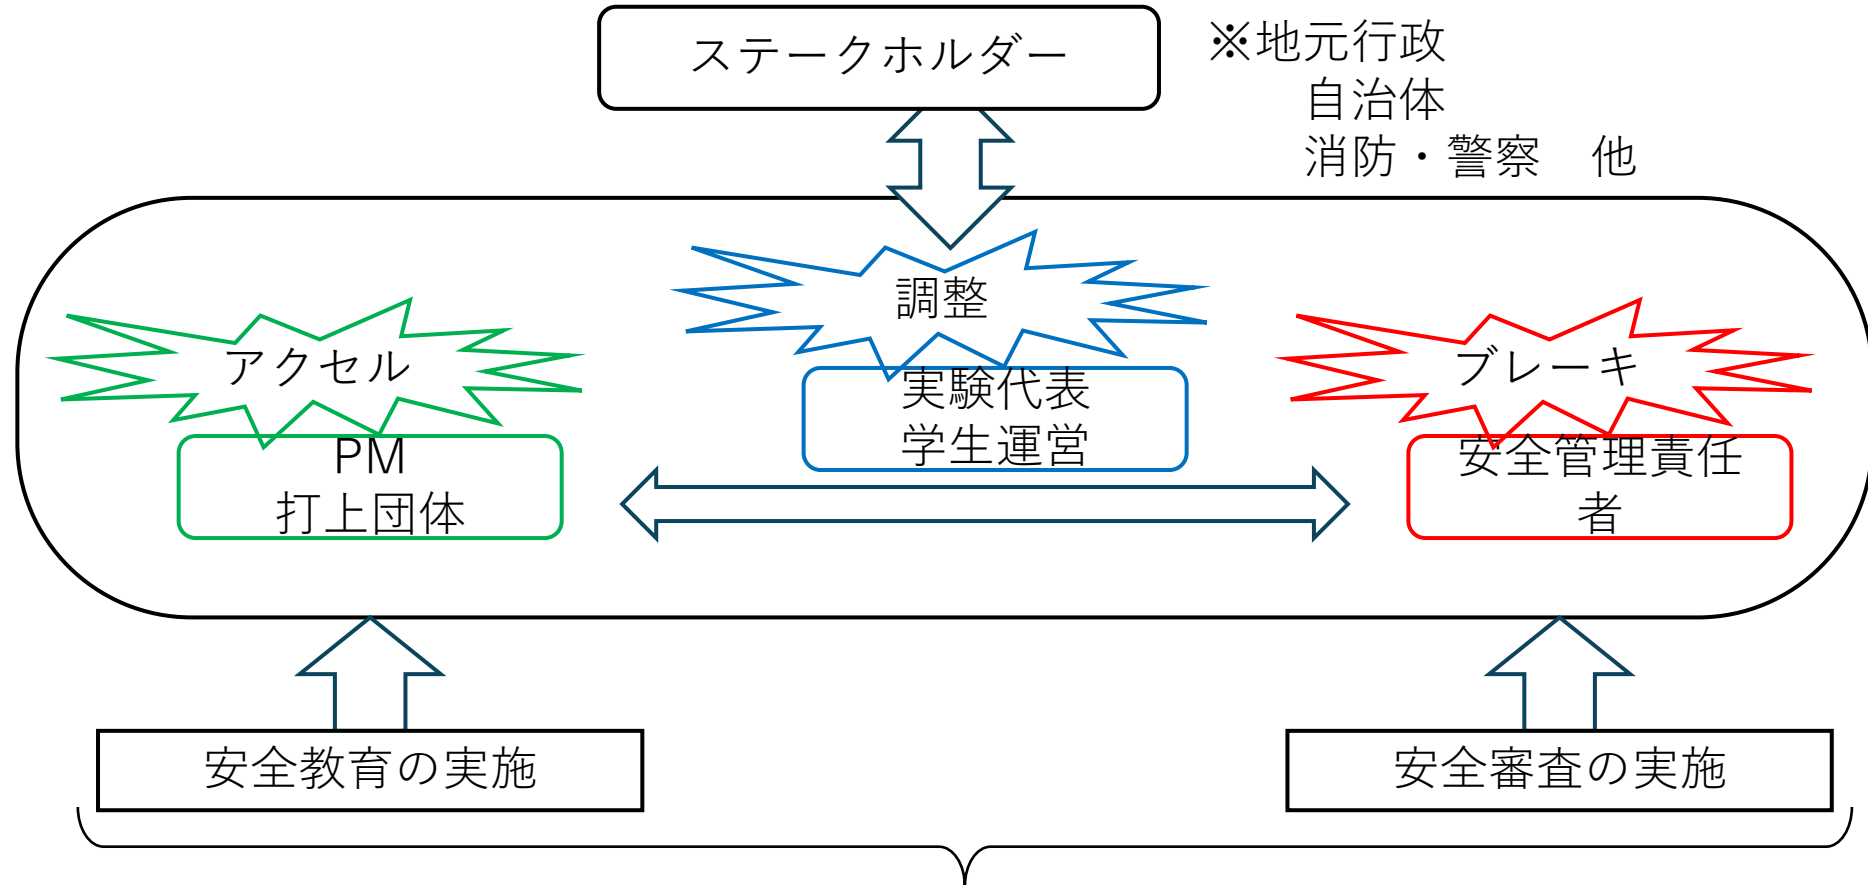 ステークホルダー
※地元行政
自治体
消防・警察　他
調整
実験代表
学生運営
アクセル
PM
打上団体
ブレーキ
安全管理責任
者
安全教育の実施
安全審査の実施